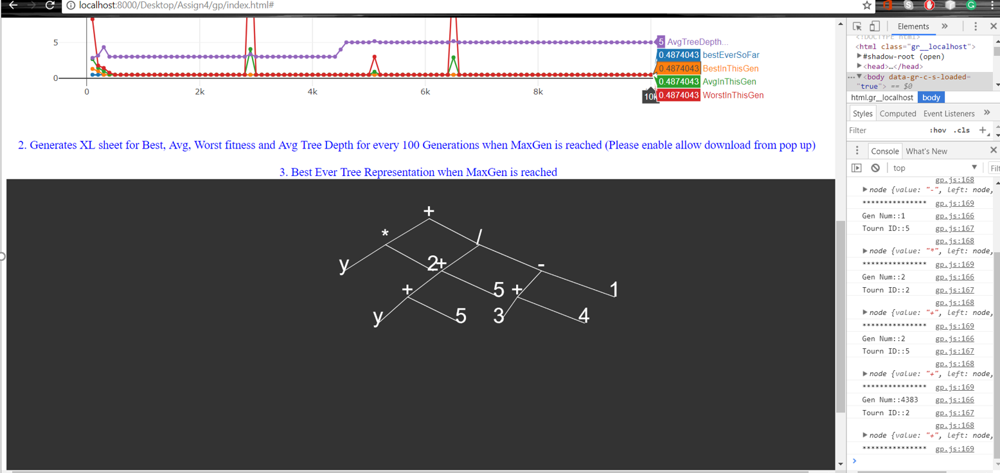 localhost:8000/Desktop/Assign4/gp/index.html#
5
0
0 2k 4k 6k 8k 10k
5 AvgTreeDepth...
0.4874043 bestEverSoFar
0.4874043 BestInThisGen
0.4874043 AvgInThisGen
0.4874043 WorstInThisGen
2. Generates XL sheet for Best, Avg, Worst fitness and Avg Tree Depth for every 100 Generations when MaxGen is reached (Please enable allow download from pop up)
3. Best Ever Tree Representation when MaxGen is reached
+
* /
y 2 + -
+ 5 + 1
y 5 3 4
Elements »
<!DOCTYPE html>
<html class="gr__localhost">
#shadow-root (open)
<head>…</head>
<body data-gr-c-s-loaded=
"true"> == $0
html.gr__localhost body
Styles Computed Event Listeners »
Filter :hov .cls +
Console What's New
top Filt
gp.js:168
node {value: "-", left: node,
*************** gp.js:169
Gen Num::1 gp.js:166
Tourn ID::5 gp.js:167
gp.js:168
node {value: "*", left: node,
*************** gp.js:169
Gen Num::2 gp.js:166
Tourn ID::2 gp.js:167
gp.js:168
node {value: "+", left: node,
*************** gp.js:169
Gen Num::2 gp.js:166
Tourn ID::5 gp.js:167
gp.js:168
node {value: "+", left: node,
*************** gp.js:169
Gen Num::4383 gp.js:166
Tourn ID::2 gp.js:167
gp.js:168
node {value: "+", left: node,
*************** gp.js:169